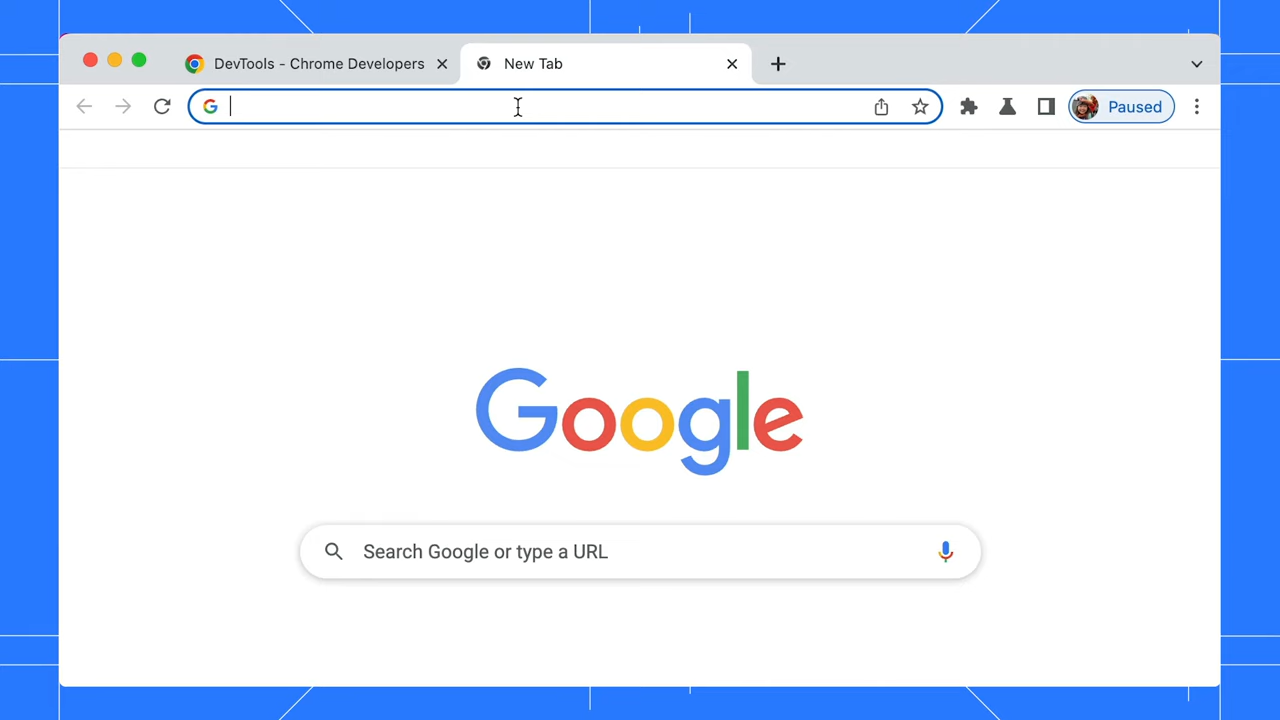 DevTools - Chrome Developers
New Tab
Paused
Google
Search Google or type a URL